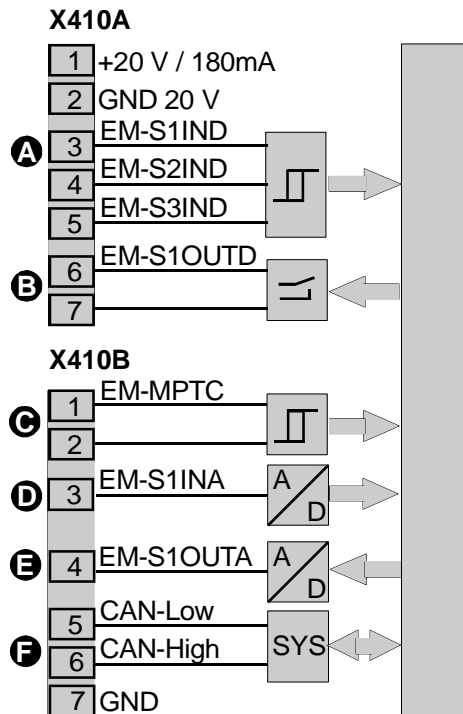 X410A
1 +20 V / 180mA
2 GND 20 V
A 3 EM-S1IND
4 EM-S2IND
5 EM-S3IND
B 6 EM-S1OUTD
7
X410B
C 1 EM-MPTC
2
D 3 EM-S1INA A D
E 4 EM-S1OUTA A D
F 5 CAN-Low
6 CAN-High SYS
7 GND